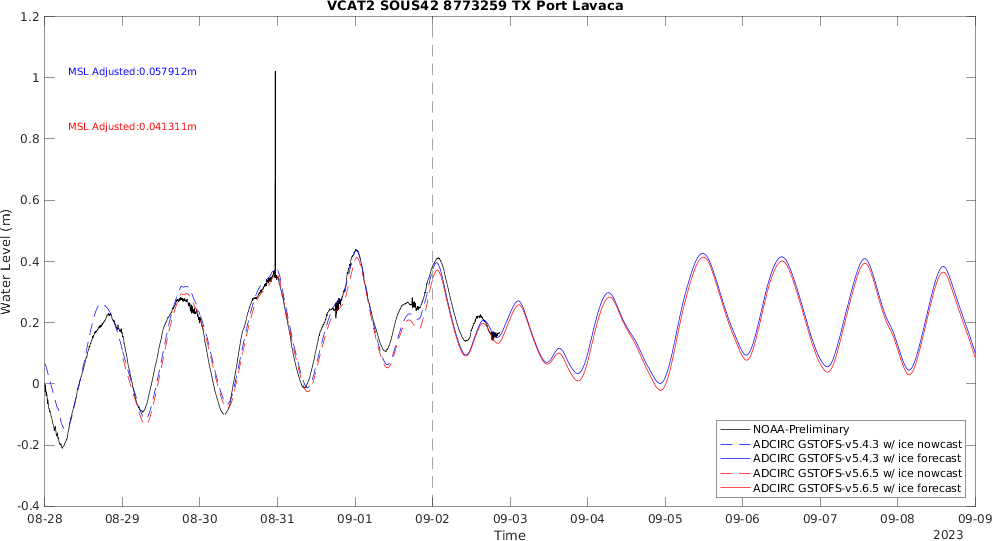 VCAT2 SOUS42 8773259 TX Port Lavaca
1.2
1
0.8
0.6
0.4
0.2
0
-0.2
-0.4
Water Level (m)
MSL Adjusted:0.057912m
MSL Adjusted:0.041311m
NOAA-Preliminary
ADCIRC GSTOFS-v5.4.3 w/ ice nowcast
ADCIRC GSTOFS-v5.4.3 w/ ice forecast
ADCIRC GSTOFS-v5.6.5 w/ ice nowcast
ADCIRC GSTOFS-v5.6.5 w/ ice forecast
08-28 08-29 08-30 08-31 09-01 09-02 09-03 09-04 09-05 09-06 09-07 09-08 09-09
Time
2023